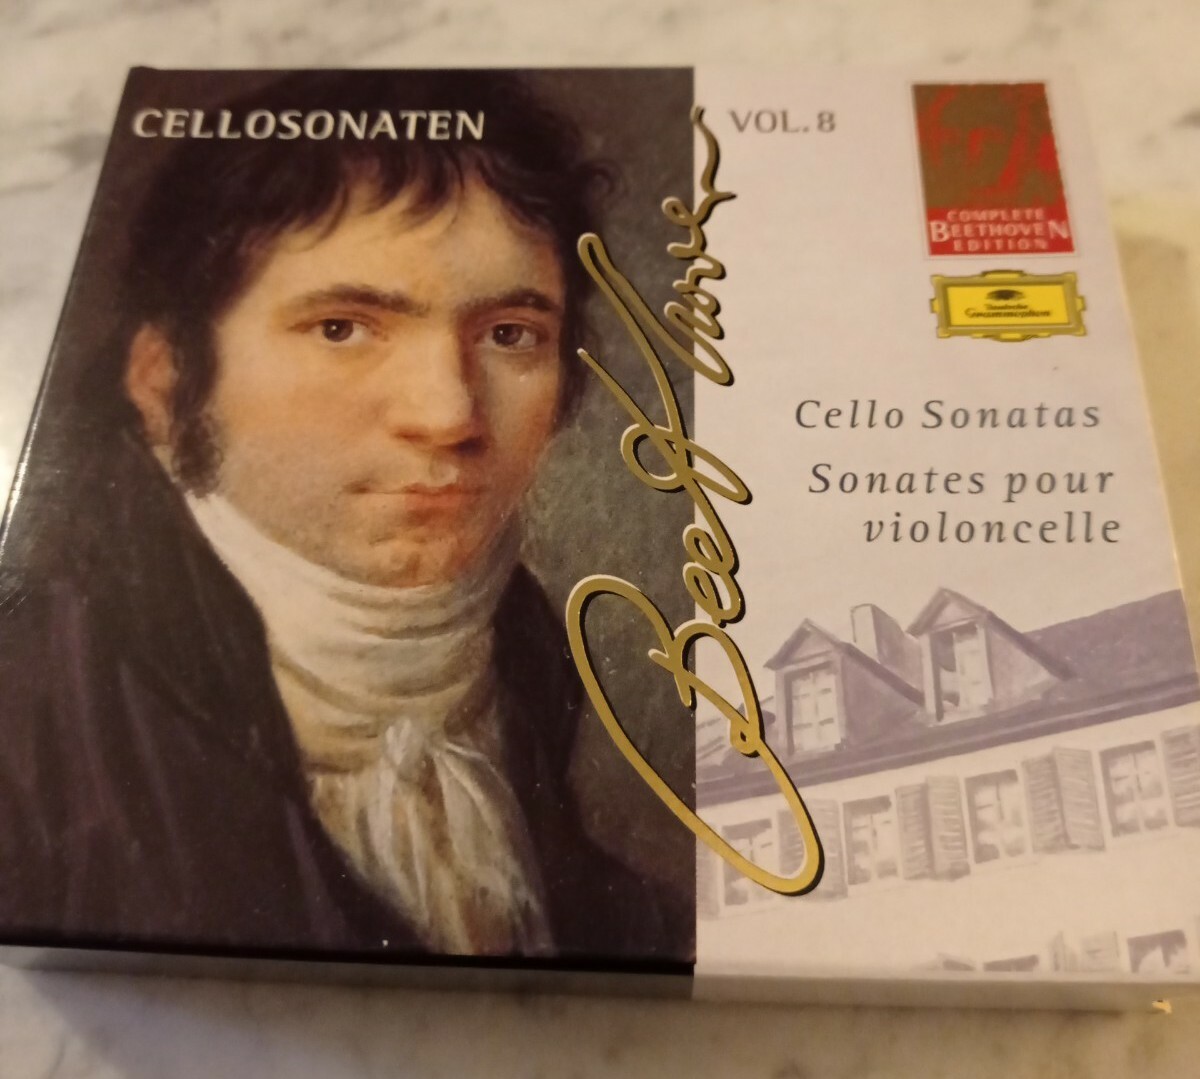 CELLOSONATEN
VOL. 8
COMPLETE
BEETHOVEN
EDITION
Deutsche
Grammophon
Beethoven
Cello Sonatas
Sonates pour
violoncelle